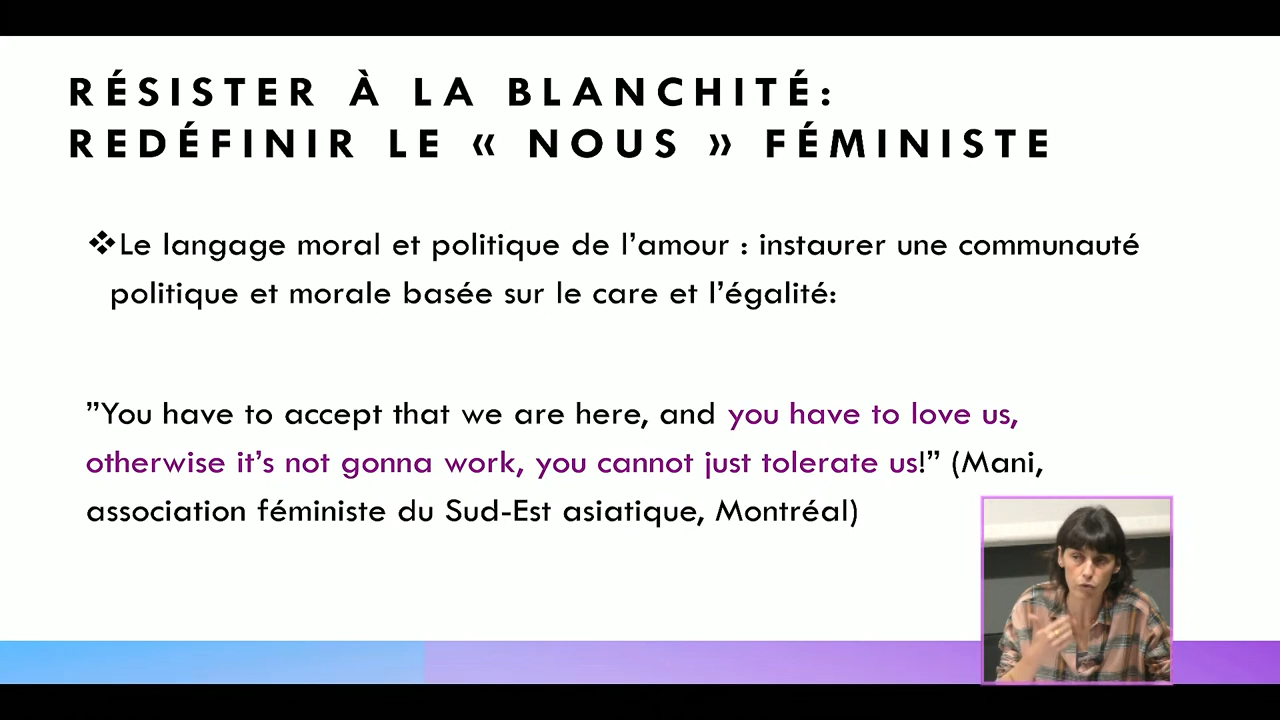 RÉSISTER À LA BLANCHITÉ:
REDÉFINIR LE « NOUS » FÉMINISTE
❖Le langage moral et politique de l’amour : instaurer une communauté
politique et morale basée sur le care et l’égalité:
”You have to accept that we are here, and you have to love us,
otherwise it’s not gonna work, you cannot just tolerate us!” (Mani,
association féministe du Sud-Est asiatique, Montréal)